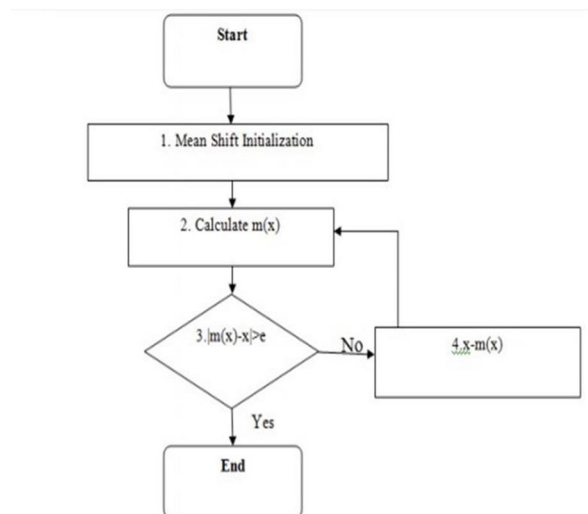 Start
1. Mean Shift Initialization
2. Calculate m(x)
3.|m(x)-x|>e
No
4.x-m(x)
Yes
End